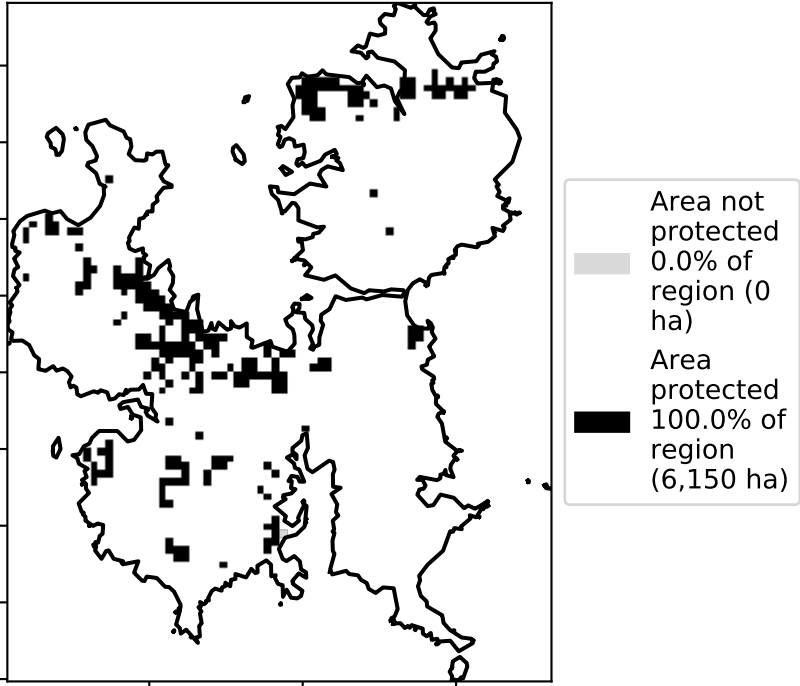 Area not
protected
0.0% of
region (0
ha)
Area
protected
100.0% of
region
(6,150 ha)